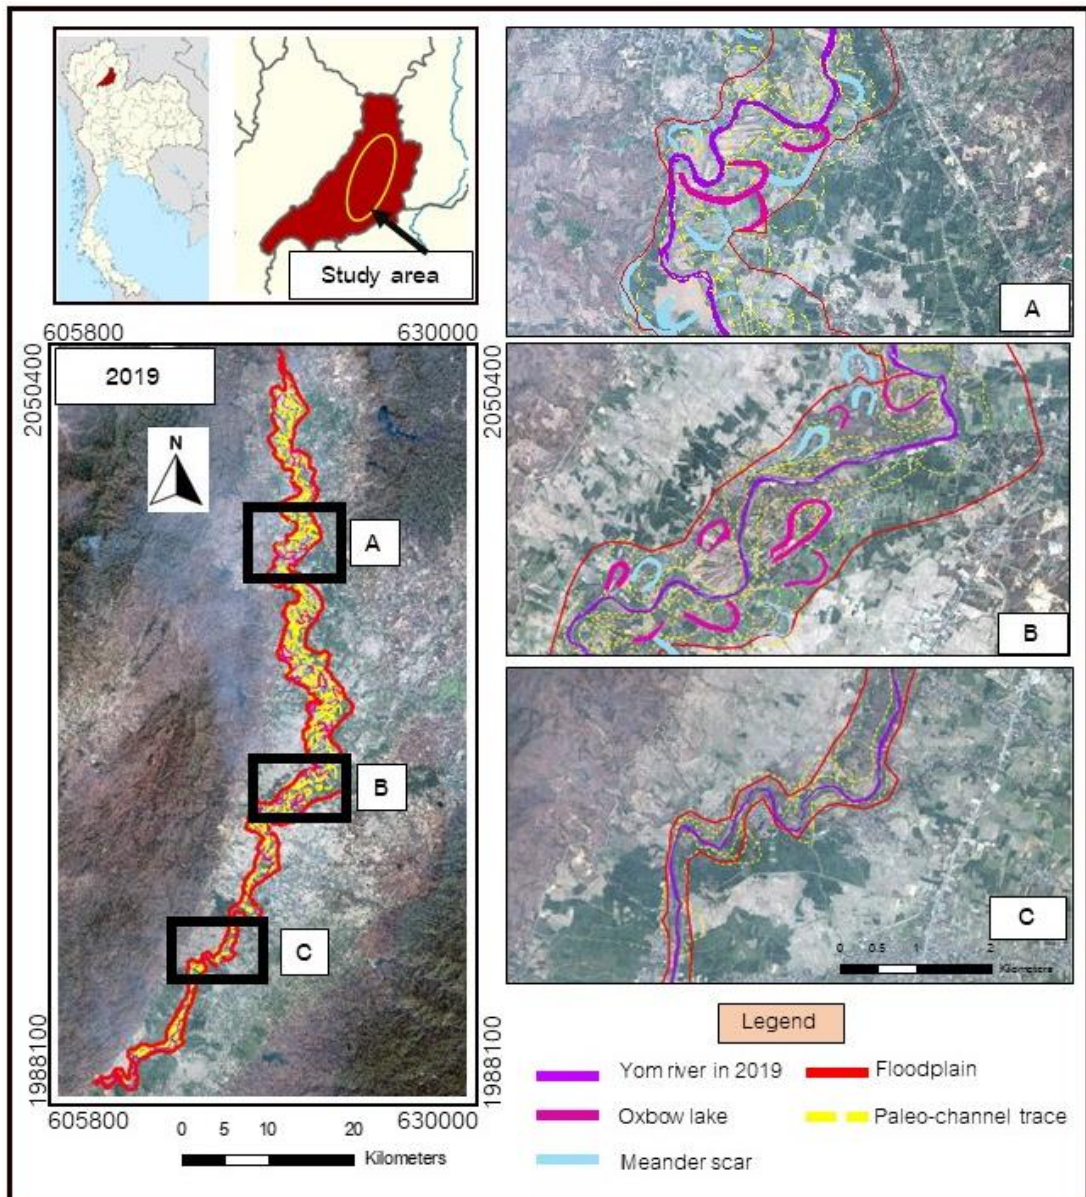 Study area
A
605800 630000
2050400
2019
N
A
B
C
1988100
605800 630000
0 5 10 20
Kilometers
2050400
B
C
0 0.5 1 2
Kilometers
1988100
Legend
Yom river in 2019
Floodplain
Oxbow lake
Paleo-channel trace
Meander scar